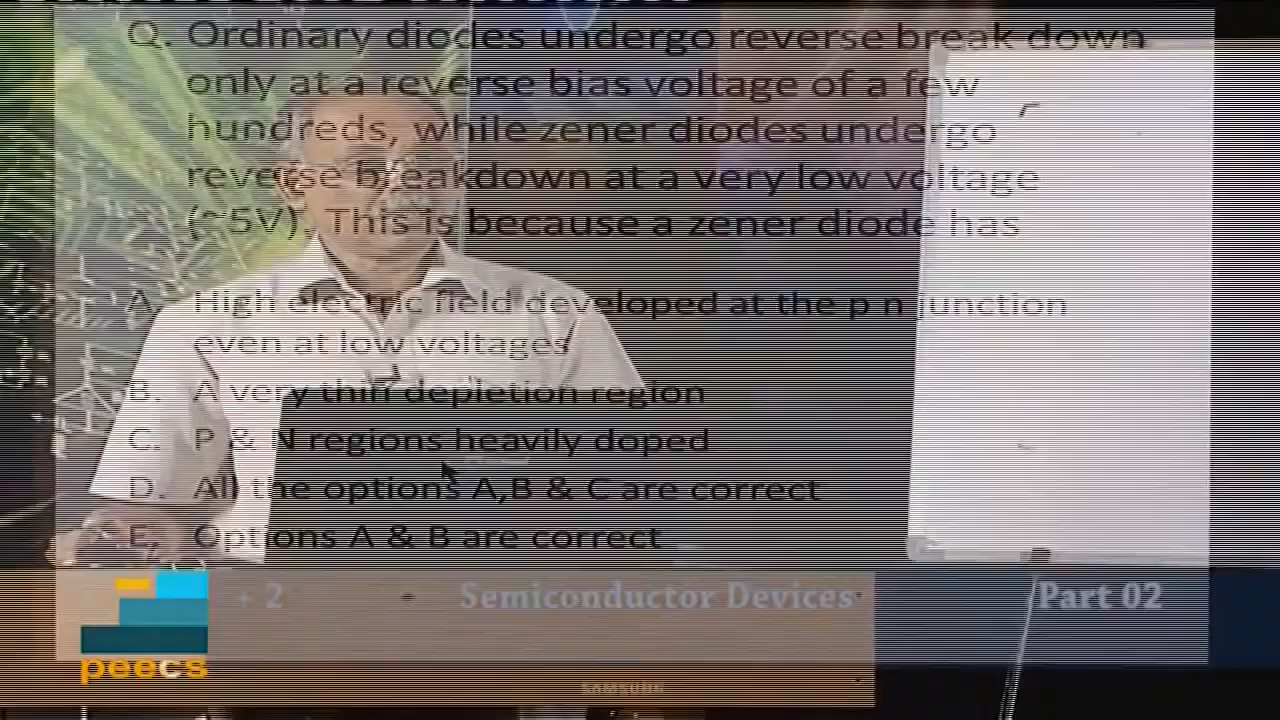 Q. Ordinary diodes undergo reverse break down
only at a reverse bias voltage of a few
hundreds, while zener diodes undergo
reverse breakdown at a very low voltage
(~5V). This is because a zener diode has
A. High electric field developed at the p n junction
even at low voltages
B. A very thin depletion region
C. P & N regions heavily doped
D. All the options A,B & C are correct
E. Options A & B are correct
+ 2 Semiconductor Devices Part 02
peecs
SAMSUNG